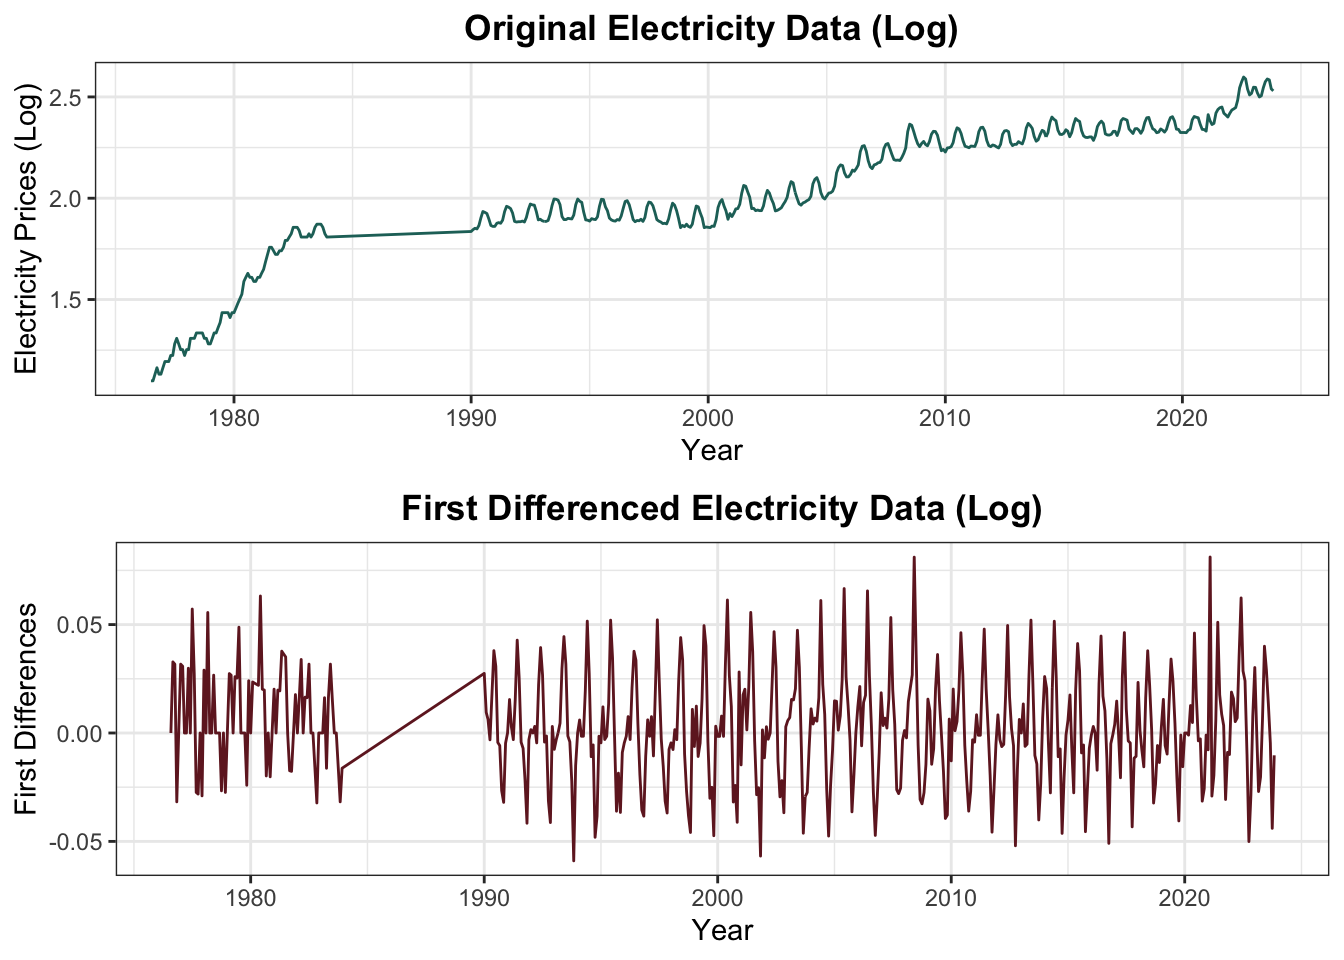 Original Electricity Data (Log)
Electricity Prices (Log)
2.5
2.0
1.5
1980 1990 2000 2010 2020
Year
First Differenced Electricity Data (Log)
First Differences
0.05
0.00
-0.05
1980 1990 2000 2010 2020
Year